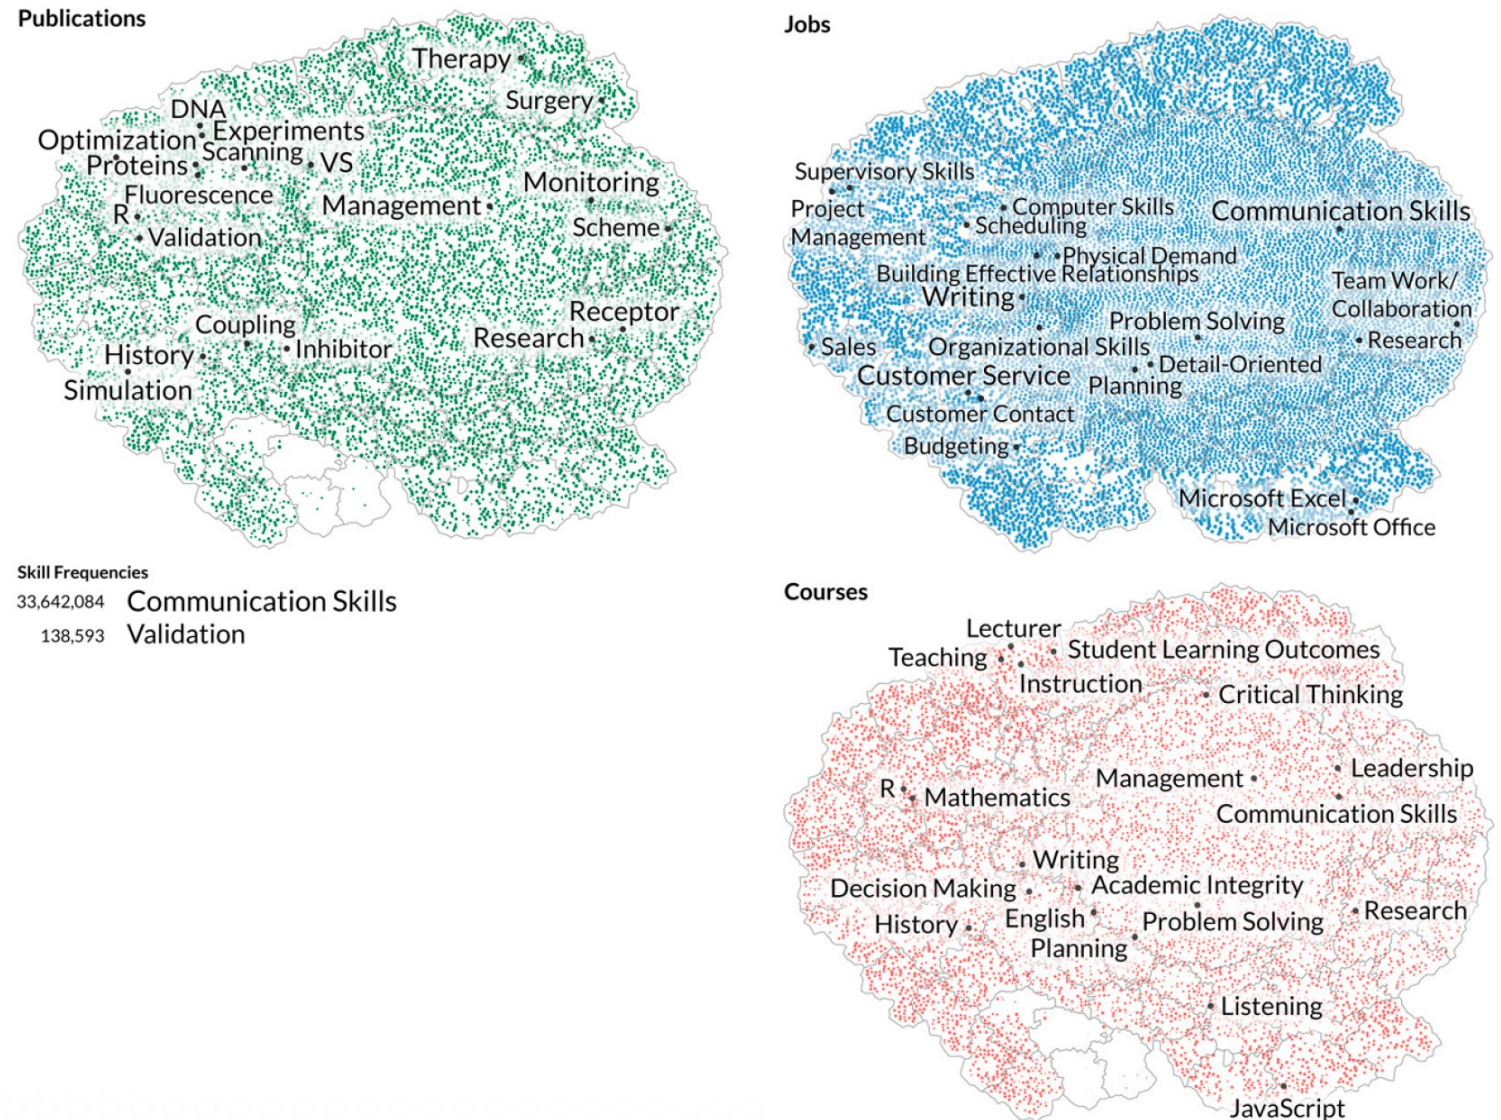 Publications
Therapy
Surgery
DNA
Optimization
Experiments
Proteins
Scanning
VS
Fluorescence
Monitoring
R
Management
Validation
Scheme
Coupling
Receptor
Research
History
Inhibitor
Simulation
Skill Frequencies
33,642,084 Communication Skills
138,593 Validation
Jobs
Supervisory Skills
Project
Management
Computer Skills
Communication Skills
Scheduling
Physical Demand
Building Effective Relationships
Writing
Team Work/
Collaboration
Problem Solving
Sales
Organizational Skills
Research
Detail-Oriented
Customer Service
Planning
Customer Contact
Budgeting
Microsoft Excel
Microsoft Office
Courses
Lecturer
Teaching
Student Learning Outcomes
Instruction
Critical Thinking
Leadership
Management
R
Mathematics
Communication Skills
Writing
Decision Making
Academic Integrity
English
Research
History
Problem Solving
Planning
Listening
JavaScript